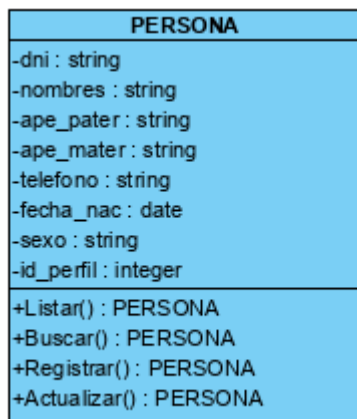 PERSONA
-dni : string
-nombres : string
-ape_pater : string
-ape_mater : string
-telefono : string
-fecha_nac : date
-sexo : string
-id_perfil : integer
+Listar() : PERSONA
+Buscar() : PERSONA
+Registrar() : PERSONA
+Actualizar() : PERSONA